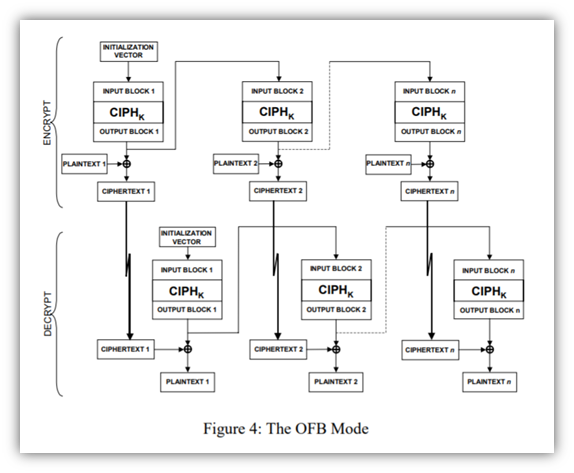 ENCRYPT
INITIALIZATION
VECTOR
INPUT BLOCK 1
INPUT BLOCK 2
INPUT BLOCK n
CIPHK
CIPHK
CIPHK
OUTPUT BLOCK 1
OUTPUT BLOCK 2
OUTPUT BLOCK n
PLAINTEXT 1
PLAINTEXT 2
PLAINTEXT n
CIPHERTEXT 1
CIPHERTEXT 2
CIPHERTEXT n
DECRYPT
INITIALIZATION
VECTOR
INPUT BLOCK 1
INPUT BLOCK 2
INPUT BLOCK n
CIPHK
CIPHK
CIPHK
OUTPUT BLOCK 1
OUTPUT BLOCK 2
OUTPUT BLOCK n
CIPHERTEXT 1
CIPHERTEXT 2
CIPHERTEXT n
PLAINTEXT 1
PLAINTEXT 2
PLAINTEXT n
Figure 4: The OFB Mode